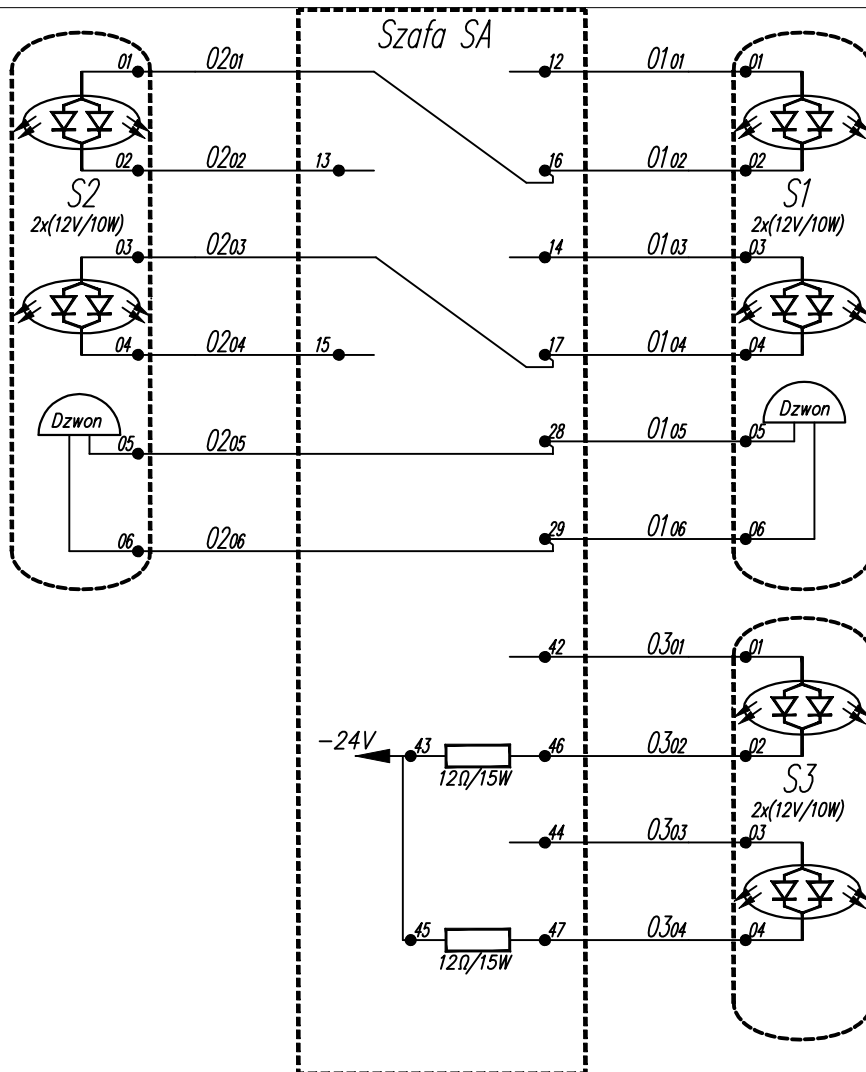 Szafa SA
01 0201 12 0101 01
02 0202 13 16 0102 02
S2 S1
2x(12V/10W) 2x(12V/10W)
03 0203 14 0103 03
04 0204 15 17 0104 04
Dzwon Dzwon
05 0205 28 0105 05
06 0206 29 0106 06
42 0301 01
-24V 43 46 0302 02
12Ω/15W
S3
2x(12V/10W)
44 0303 03
45 47 0304 04
12Ω/15W